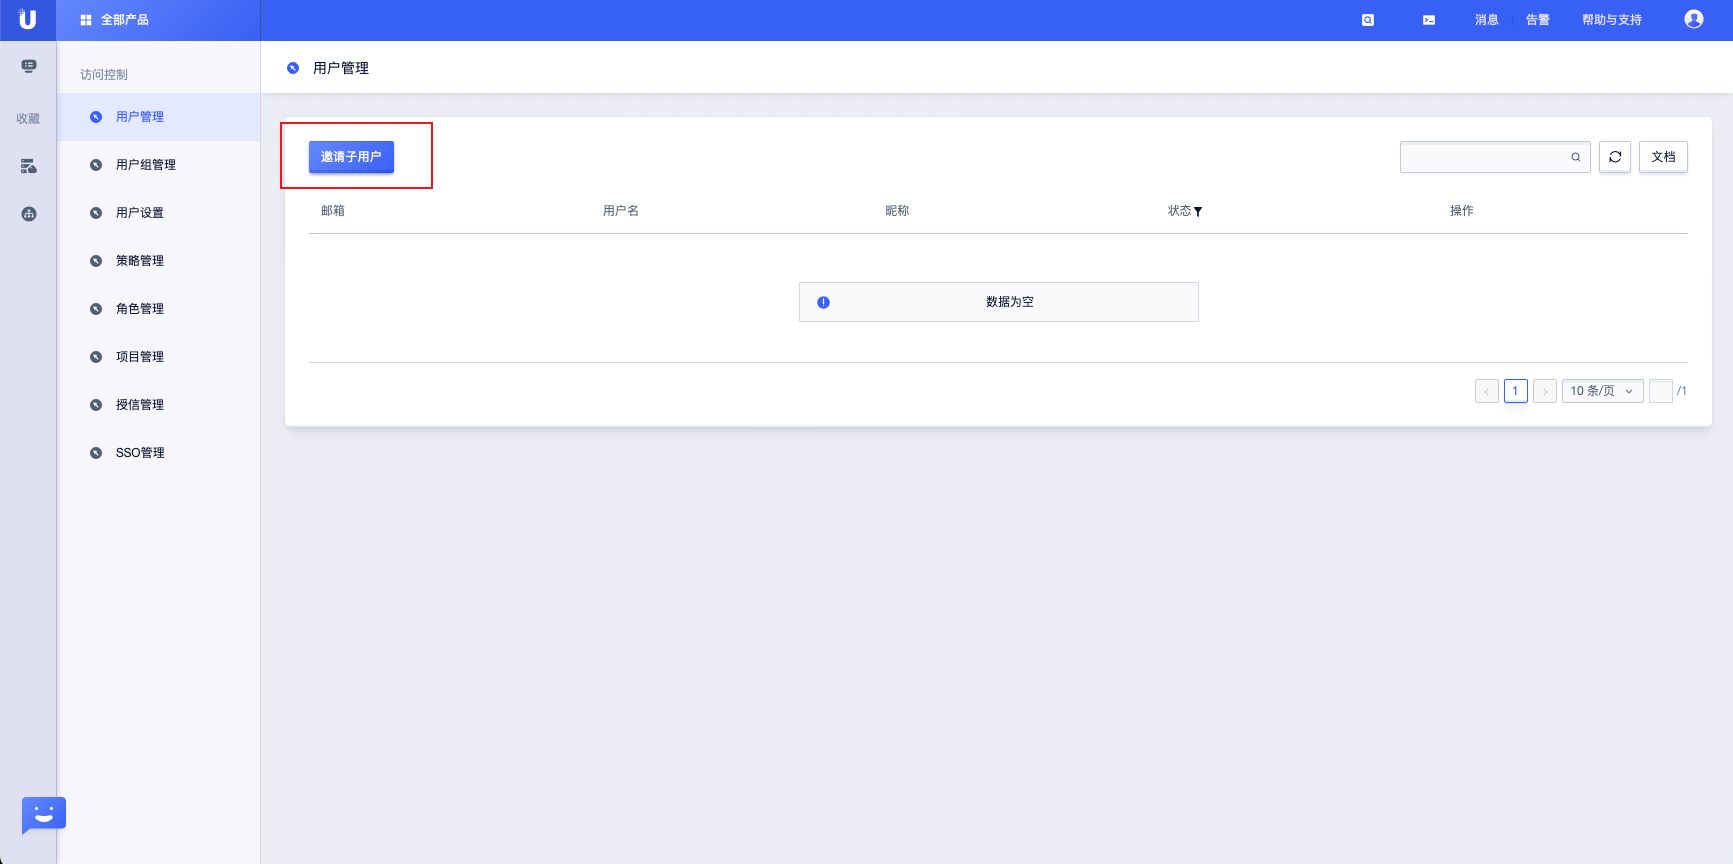 U
全部产品
消息
告警
帮助与支持
收藏
访问控制
用户管理
用户组管理
用户设置
策略管理
角色管理
项目管理
授信管理
SSO管理
用户管理
邀请子用户
文档
邮箱 用户名 昵称 状态 操作
数据为空
1 10 条/页 /1